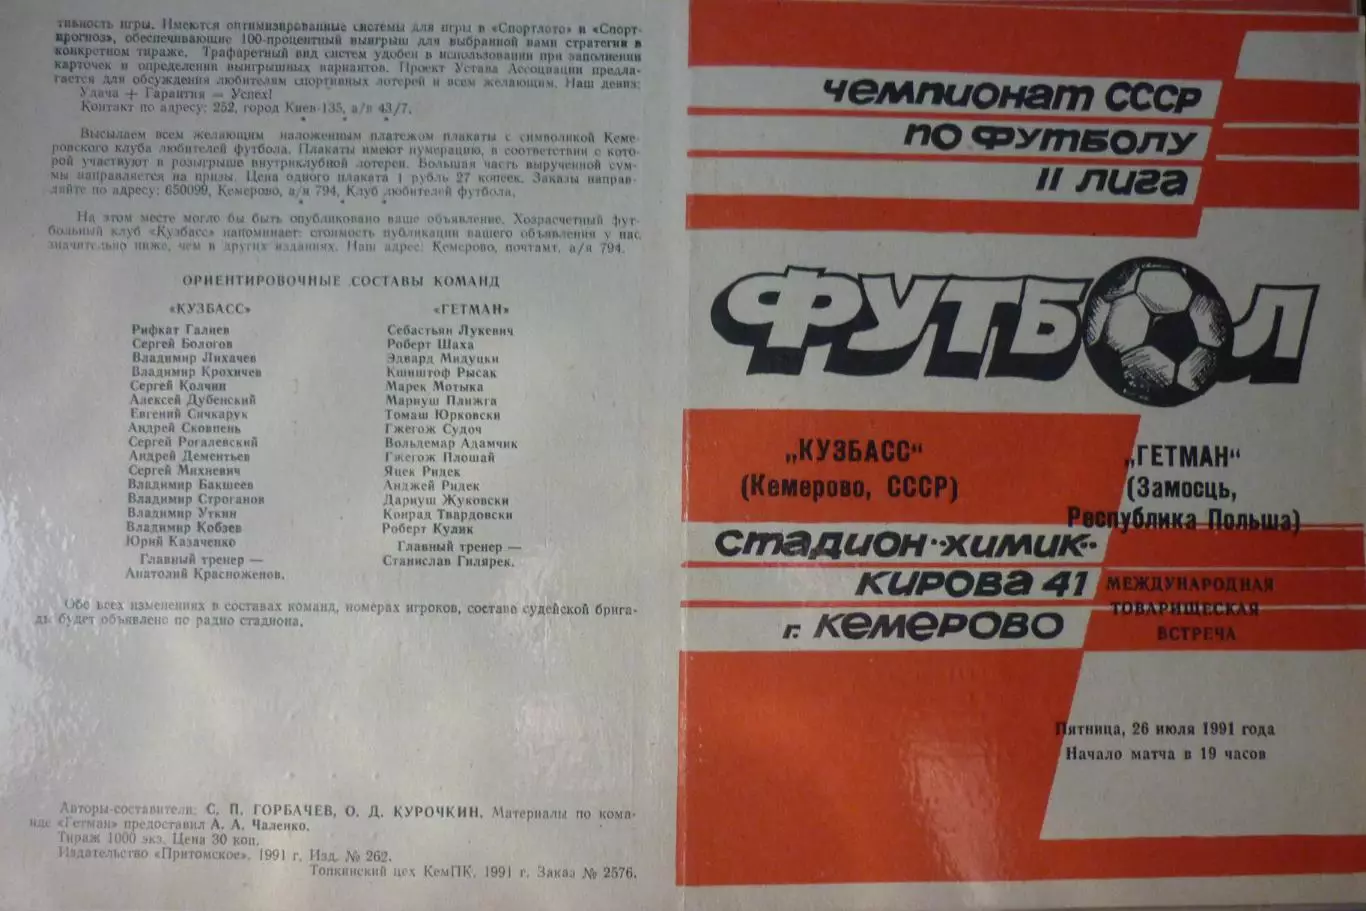 тивность игры. Имеются оптимизированные системы для игры в «Спортлото» и «Спорт-
прогноз», обеспечивающие 100-процентный выигрыш для выбранной вами стратегии в
конкретном тираже. Трафаретный вид систем удобен в использовании при заполнении
карточек и определении выигрышных вариантов. Проект Устава Ассоциации предла-
гается для обсуждения любителям спортивных лотерей и всем желающим. Наш девиз:
Удача + Гарантия = Успех!
Контакт по адресу: 252, город Киев-135, а/в 43/7.
* * *
Высылаем всем желающим наложенным платежом плакаты с символикой Кеме-
ровского клуба любителей футбола. Плакаты имеют нумерацию, в соответствии с кото-
рой участвуют в розыгрыше внутриклубной лотереи. Большая часть вырученной сум-
мы направляется на призы. Цена одного плаката 1 рубль 27 копеек. Заказы направ-
ляйте по адресу: 650099, Кемерово, а/я 794, Клуб любителей футбола.
* * *
На этом месте могло бы быть опубликовано ваше объявление. Хозрасчетный фут-
больный клуб «Кузбасс» напоминает: стоимость публикации вашего объявления у нас
значительно ниже, чем в других изданиях. Наш адрес: Кемерово, почтамт, а/я 794.
ОРИЕНТИРОВОЧНЫЕ СОСТАВЫ КОМАНД
«КУЗБАСС»
Рифкат Галиев
Сергей Бологов
Владимир Лихачев
Владимир Крохичев
Сергей Колчин
Алексей Дубенский
Евгений Сичкарук
Андрей Сковпень
Сергей Рогалевский
Андрей Дементьев
Сергей Михневич
Владимир Бакшеев
Владимир Строганов
Владимир Уткин
Владимир Кобзев
Юрий Казаченко
Главный тренер —
Анатолий Красноженов.
«ГЕТМАН»
Себастьян Лукевич
Роберт Шаха
Эдвард Мидуцки
Кшиштоф Рысак
Марек Мотыка
Мариуш Плижга
Томаш Юрковски
Гжегож Судоч
Вольдемар Адамчик
Гжегож Плошай
Яцек Ридек
Анджей Ридек
Дариуш Жуковски
Конрад Твардовски
Роберт Кулик
Главный тренер —
Станислав Гилярек.
Обо всех изменениях в составах команд, номерах игроков, составе судейской брига-
ды будет объявлено по радио стадиона.
Авторы-составители: С. П. ГОРБАЧЕВ, О. Д. КУРОЧКИН. Материалы по кома-
нде «Гетман» предоставил А. А. Чаленко.
Тираж 1000 экз. Цена 30 коп.
Издательство «Притомское». 1991 г. Изд. № 262.
Топкинский цех КемПК. 1991 г. Заказ № 2576.
ЧЕМПИОНАТ СССР
ПО ФУТБОЛУ
II ЛИГА
ФУТБОЛ
„КУЗБАСС"
(Кемерово, СССР)
„ГЕТМАН"
(Замосць,
Республика Польша)
СТАДИОН "ХИМИК"
КИРОВА 41
г. КЕМЕРОВО
МЕЖДУНАРОДНАЯ
ТОВАРИЩЕСКАЯ
ВСТРЕЧА
Пятница, 26 июля 1991 года
Начало матча в 19 часов